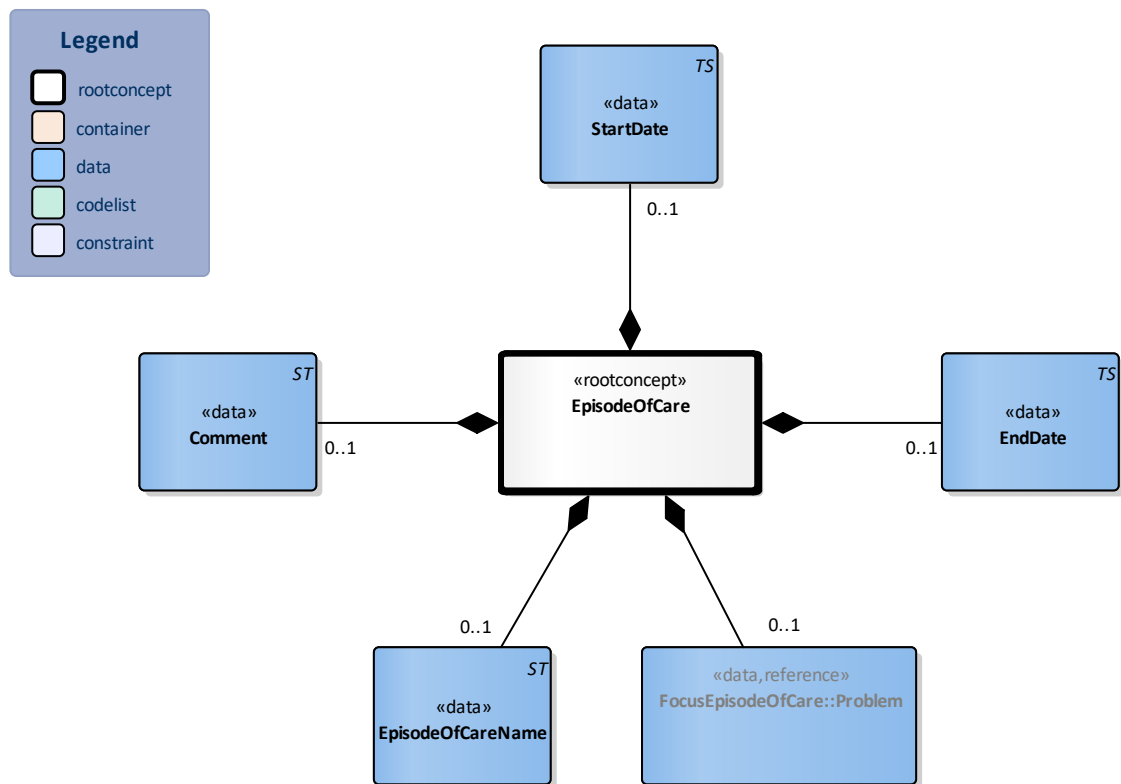 Legend
rootconcept
container
data
codelist
constraint
TS
«data»
StartDate
0..1
ST
«data»
Comment
0..1
«rootconcept»
EpisodeOfCare
TS
«data»
EndDate
0..1
0..1
ST
«data»
EpisodeOfCareName
0..1
«data,reference»
FocusEpisodeOfCare::Problem